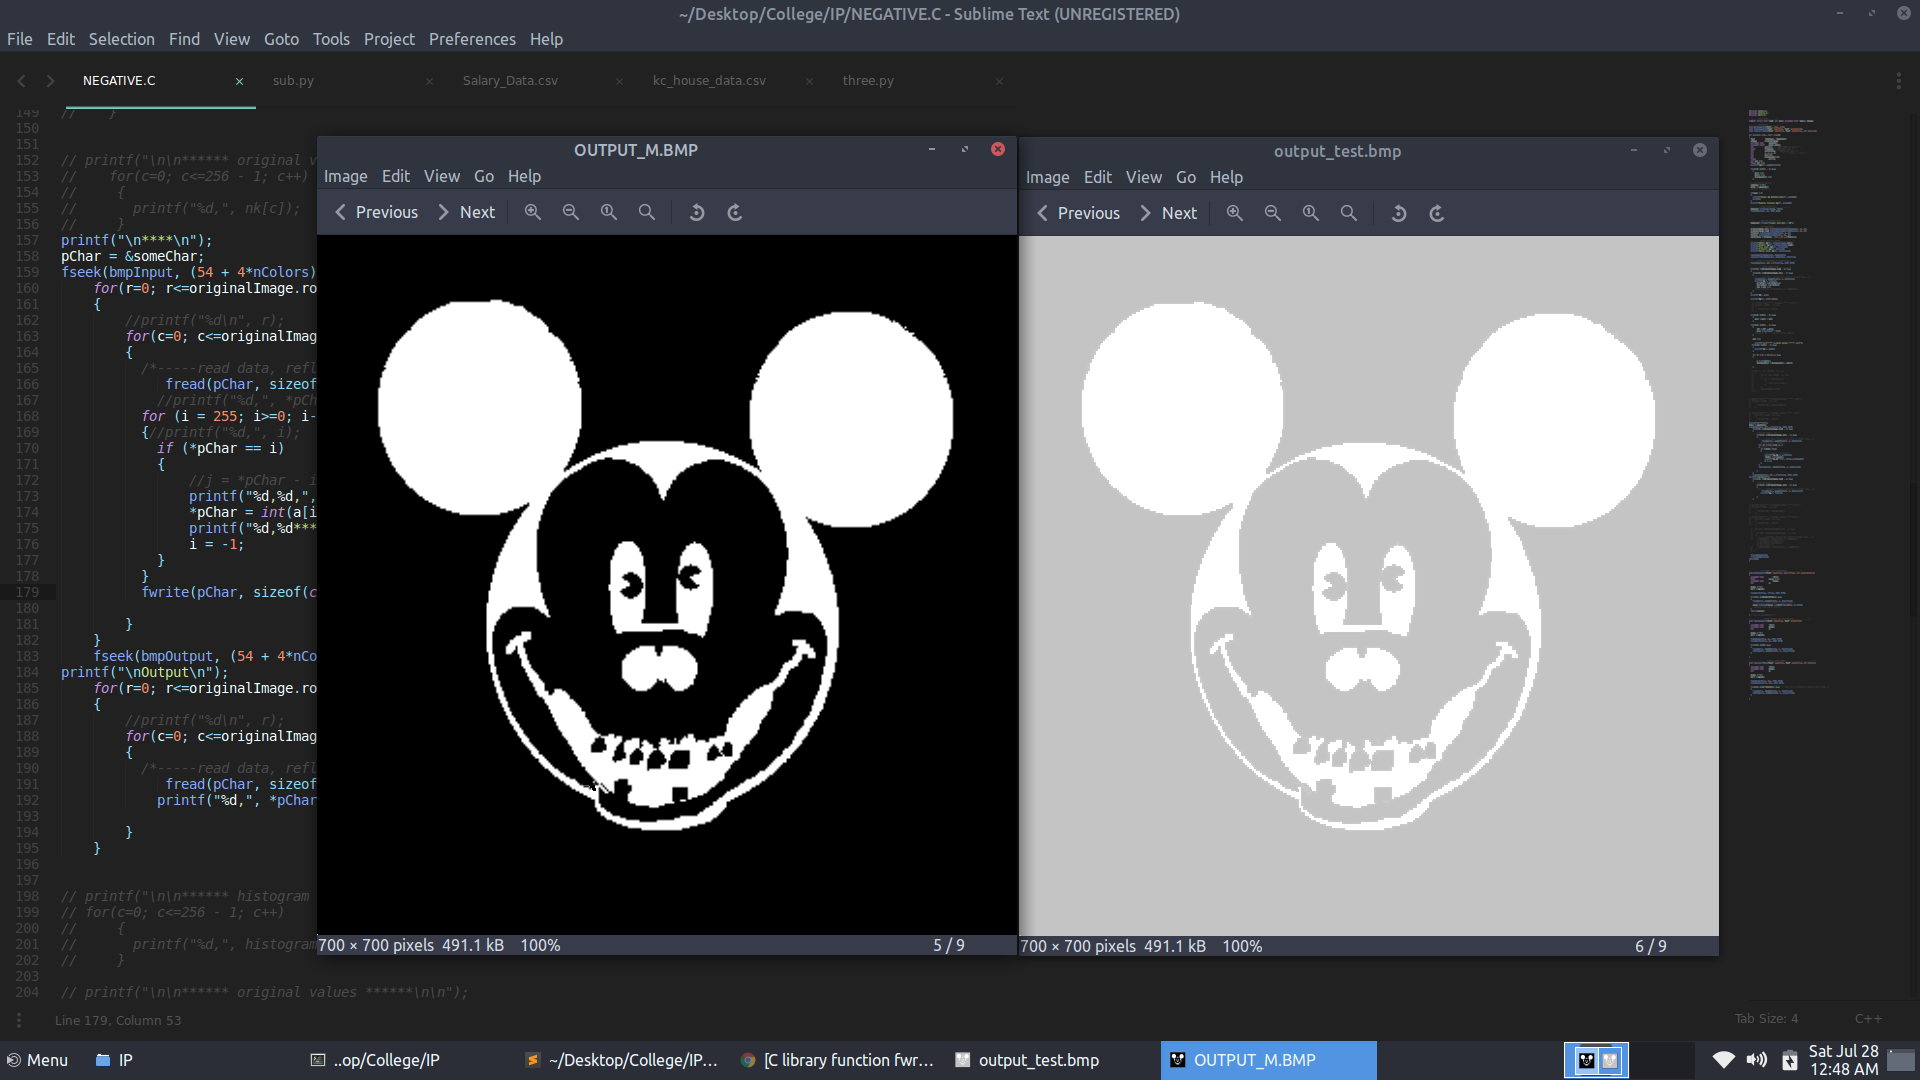 ~/Desktop/College/IP/NEGATIVE.C - Sublime Text (UNREGISTERED)
File Edit Selection Find View Goto Tools Project Preferences Help
NEGATIVE.C × sub.py × Salary_Data.csv × kc_house_data.csv × three.py ×
149 // }
150
151
152 // printf("\n\n****** original v
153 // for(c=0; c<=256 - 1; c++)
154 // {
155 // printf("%d,", nk[c]);
156 // }
157 printf("\n****\n");
158 pChar = &someChar;
159 fseek(bmpInput, (54 + 4*nColors)
160 for(r=0; r<=originalImage.ro
161 {
162 //printf("%d\n", r);
163 for(c=0; c<=originalImag
164 {
165 /*-----read data, refl
166 fread(pChar, sizeof
167 //printf("%d,", *pCh
168 for (i = 255; i>=0; i-
169 {//printf("%d,", i);
170 if (*pChar == i)
171 {
172 //j = *pChar - i
173 printf("%d,%d,",
174 *pChar = int(a[i
175 printf("%d,%d***
176 i = -1;
177 }
178 }
179 fwrite(pChar, sizeof(c
180
181 }
182 }
183 fseek(bmpOutput, (54 + 4*nCo
184 printf("\nOutput\n");
185 for(r=0; r<=originalImage.ro
186 {
187 //printf("%d\n", r);
188 for(c=0; c<=originalImag
189 {
190 /*-----read data, refl
191 fread(pChar, sizeof
192 printf("%d,", *pChar
193
194 }
195 }
196
197
198 // printf("\n\n****** histogram
199 // for(c=0; c<=256 - 1; c++)
200 // {
201 // printf("%d,", histogram
202 // }
203
204 // printf("\n\n****** original values ******\n\n");
OUTPUT_M.BMP
Image Edit View Go Help
Previous Next
700 × 700 pixels 491.1 kB 100% 5 / 9
output_test.bmp
Image Edit View Go Help
Previous Next
700 × 700 pixels 491.1 kB 100% 6 / 9
Line 179, Column 53 Tab Size: 4 C++
Menu IP ..op/College/IP ~/Desktop/College/IP... [C library function fwr... output_test.bmp OUTPUT_M.BMP
Sat Jul 28
12:48 AM